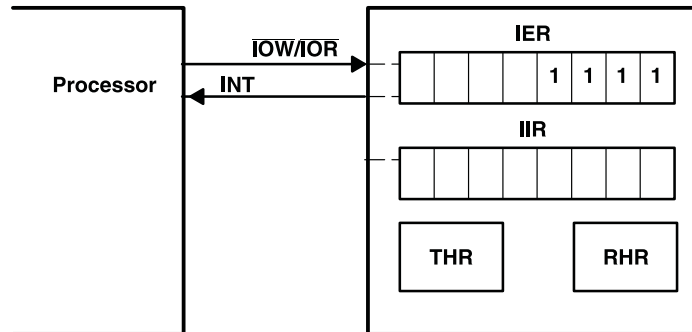 IER
IOW/IOR
1 1 1 1
Processor
INT
IIR
THR
RHR